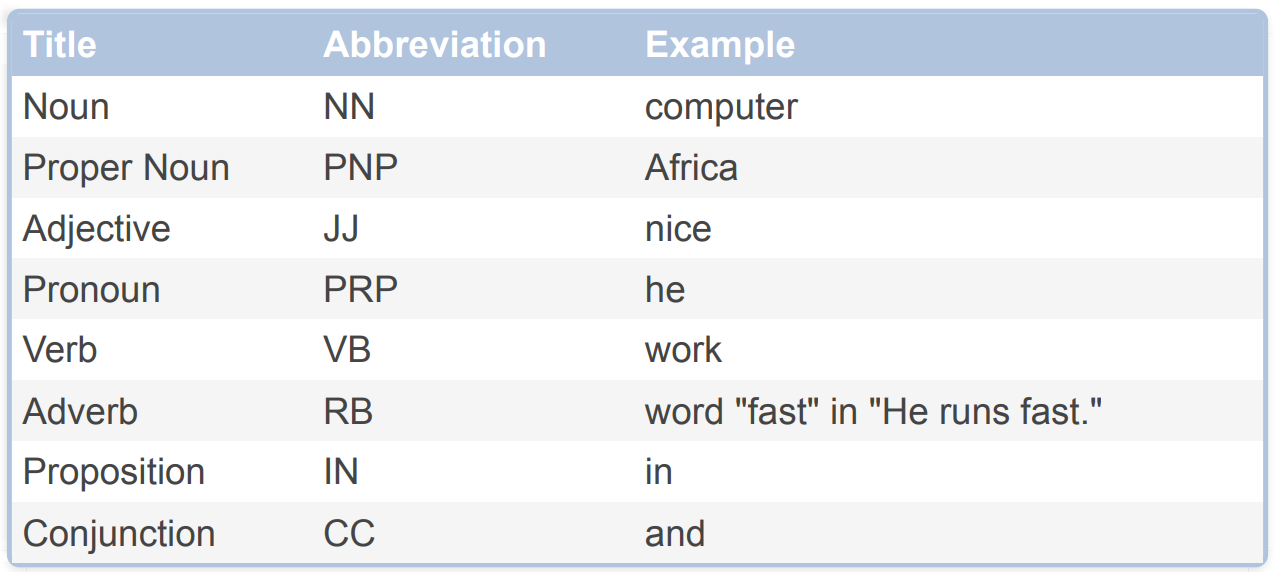 Title Abbreviation Example
Noun NN computer
Proper Noun PNP Africa
Adjective JJ nice
Pronoun PRP he
Verb VB work
Adverb RB word "fast" in "He runs fast."
Proposition IN in
Conjunction CC and